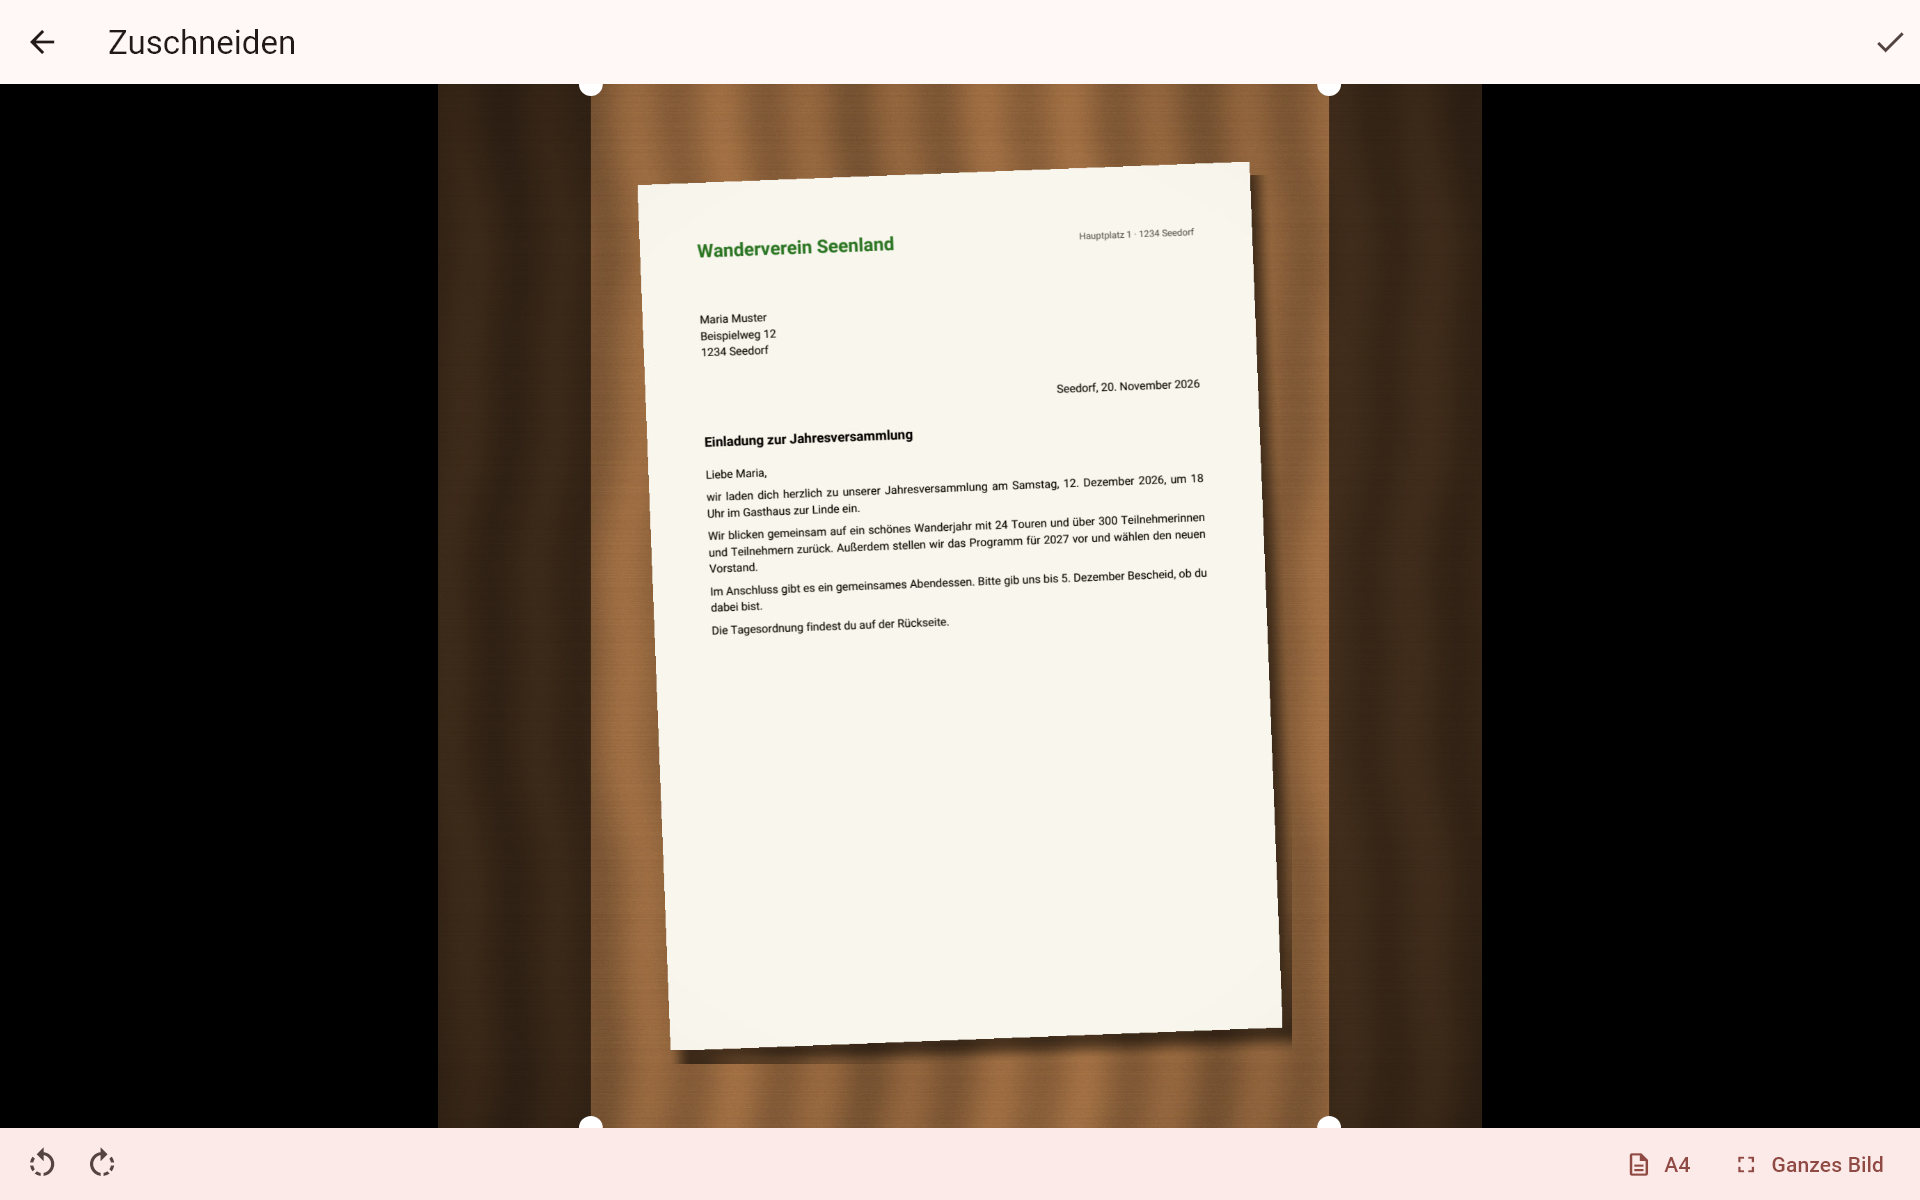 Zuschneiden
Wanderverein Seenland
Hauptplatz 1 · 1234 Seedorf
Maria Muster
Beispielweg 12
1234 Seedorf
Seedorf, 20. November 2026
Einladung zur Jahresversammlung
Liebe Maria,
wir laden dich herzlich zu unserer Jahresversammlung am Samstag, 12. Dezember 2026, um 18
Uhr im Gasthaus zur Linde ein.
Wir blicken gemeinsam auf ein schönes Wanderjahr mit 24 Touren und über 300 Teilnehmerinnen
und Teilnehmern zurück. Außerdem stellen wir das Programm für 2027 vor und wählen den neuen
Vorstand.
Im Anschluss gibt es ein gemeinsames Abendessen. Bitte gib uns bis 5. Dezember Bescheid, ob du
dabei bist.
Die Tagesordnung findest du auf der Rückseite.
A4
Ganzes Bild